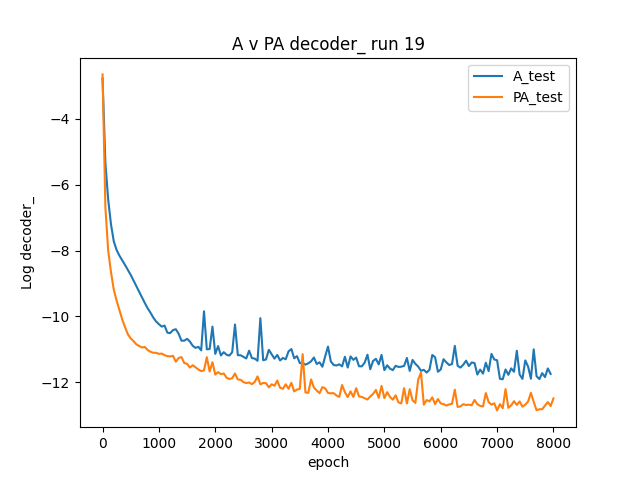 A v PA decoder_ run 19
A_test
PA_test
−4
−6
−8
−10
−12
Log decoder_
0 1000 2000 3000 4000 5000 6000 7000 8000
epoch